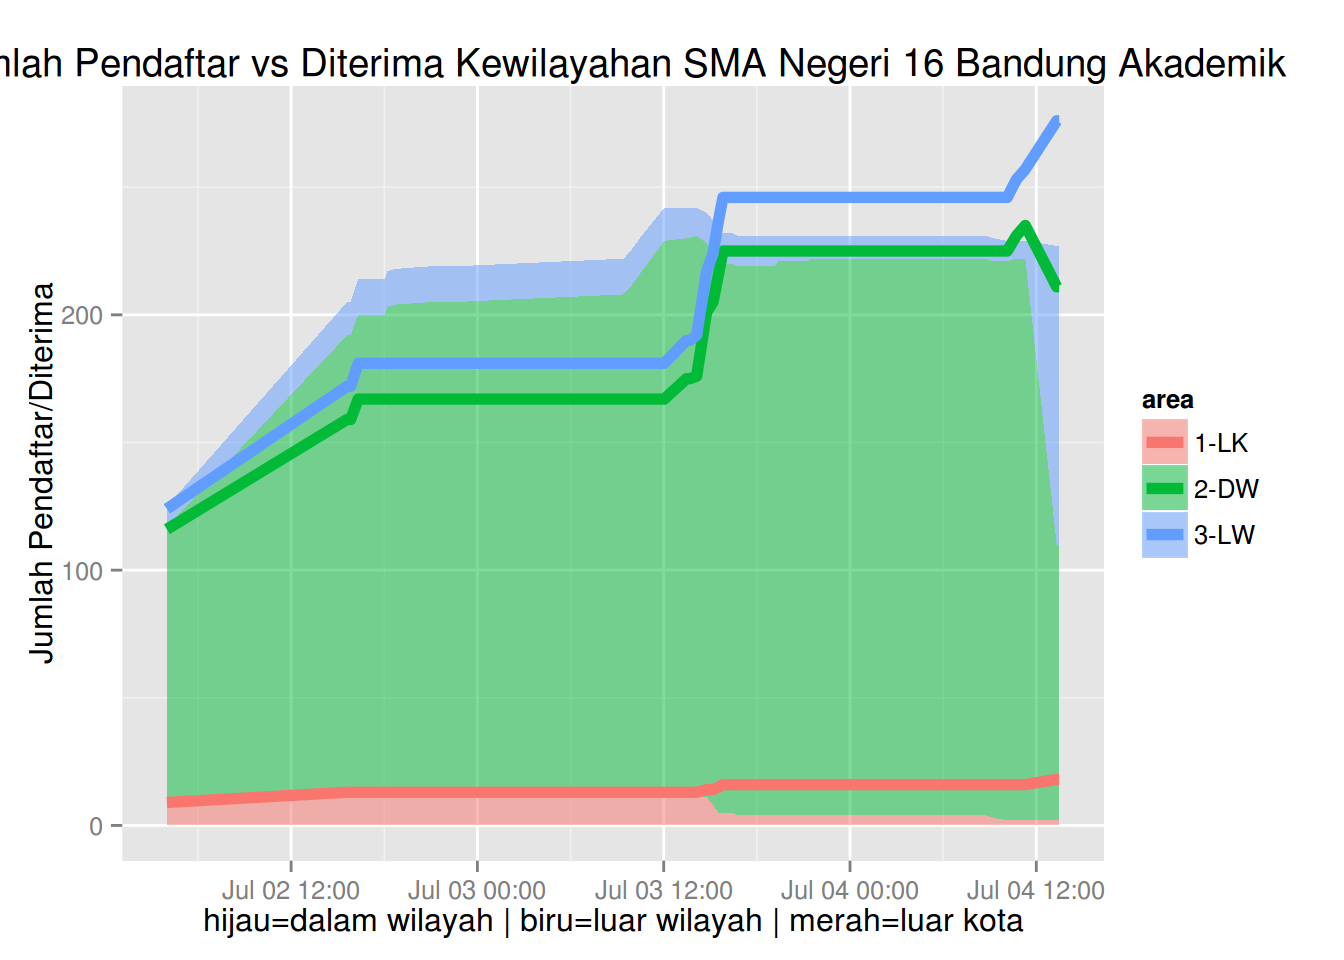 mlah Pendaftar vs Diterima Kewilayahan SMA Negeri 16 Bandung Akademik
Jumlah Pendaftar/Diterima
200
100
0
Jul 02 12:00 Jul 03 00:00 Jul 03 12:00 Jul 04 00:00 Jul 04 12:00
hijau=dalam wilayah | biru=luar wilayah | merah=luar kota
area
1-LK
2-DW
3-LW